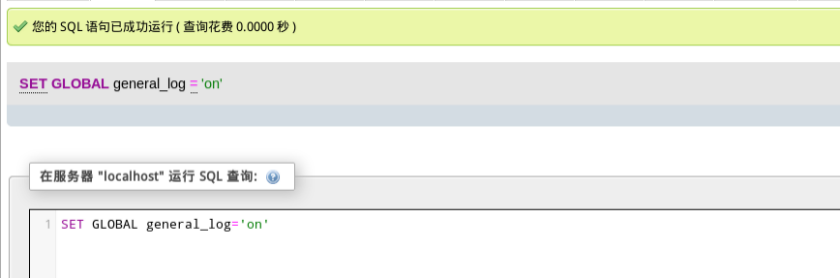 您的 SQL 语句已成功运行 ( 查询花费 0.0000 秒 )
SET GLOBAL general_log = 'on'
在服务器 "localhost" 运行 SQL 查询:
1 SET GLOBAL general_log='on'